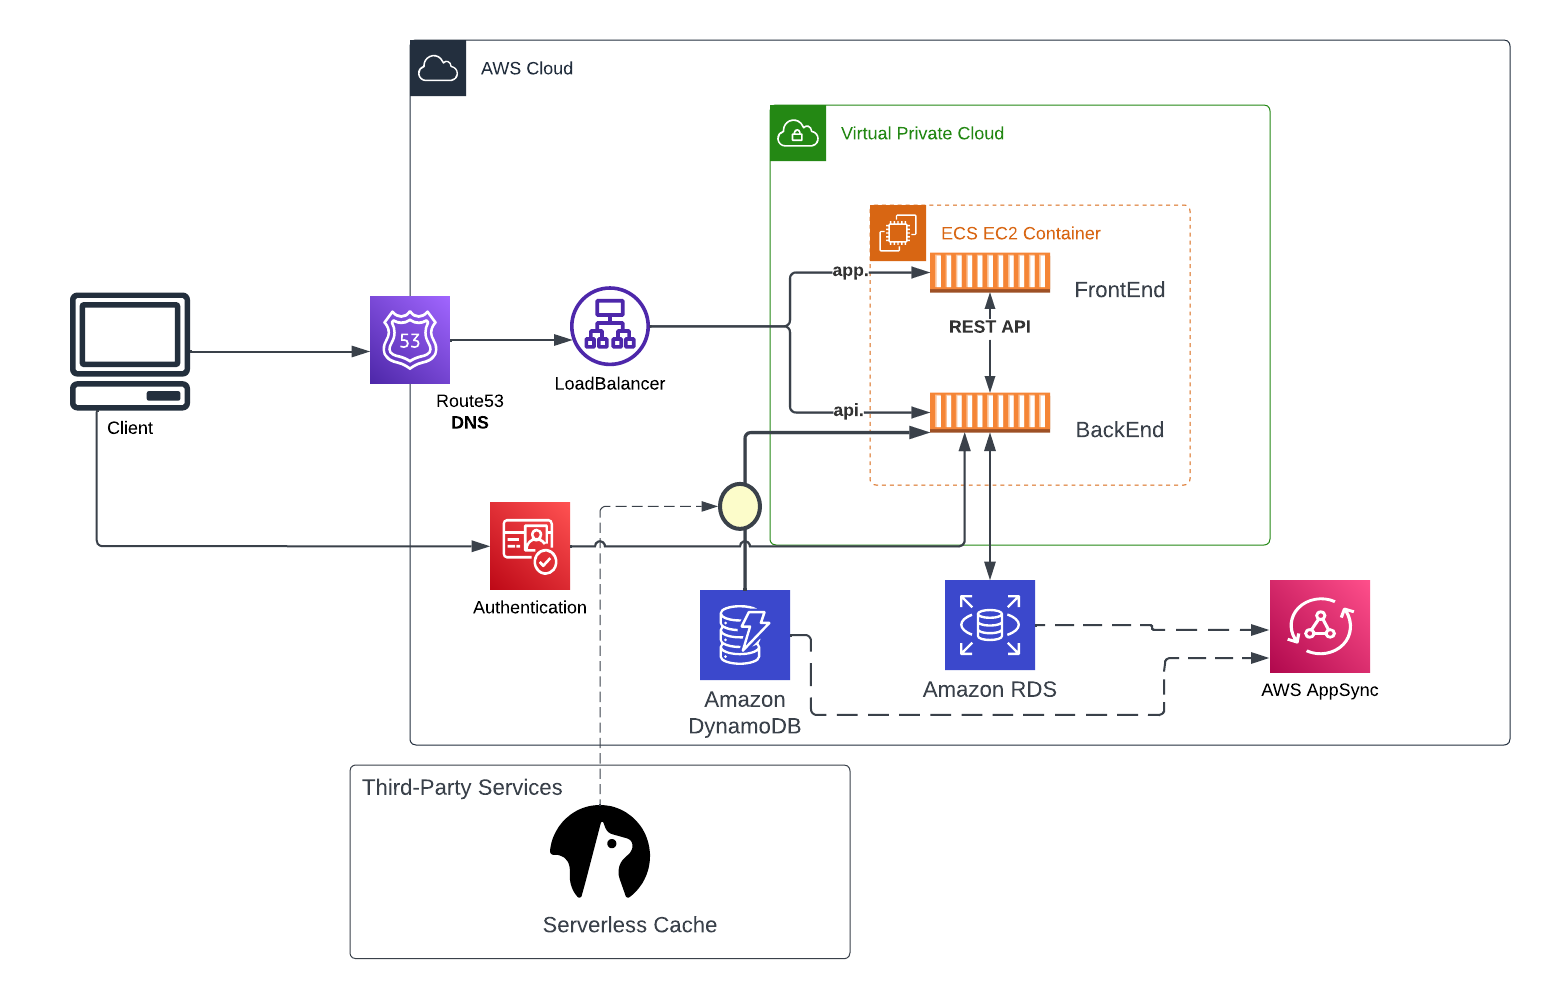 AWS Cloud
Virtual Private Cloud
ECS EC2 Container
app.
FrontEnd
REST API
53
LoadBalancer
Route53
DNS
Client
api.
BackEnd
Authentication
Amazon
DynamoDB
Amazon RDS
AWS AppSync
Third-Party Services
Serverless Cache